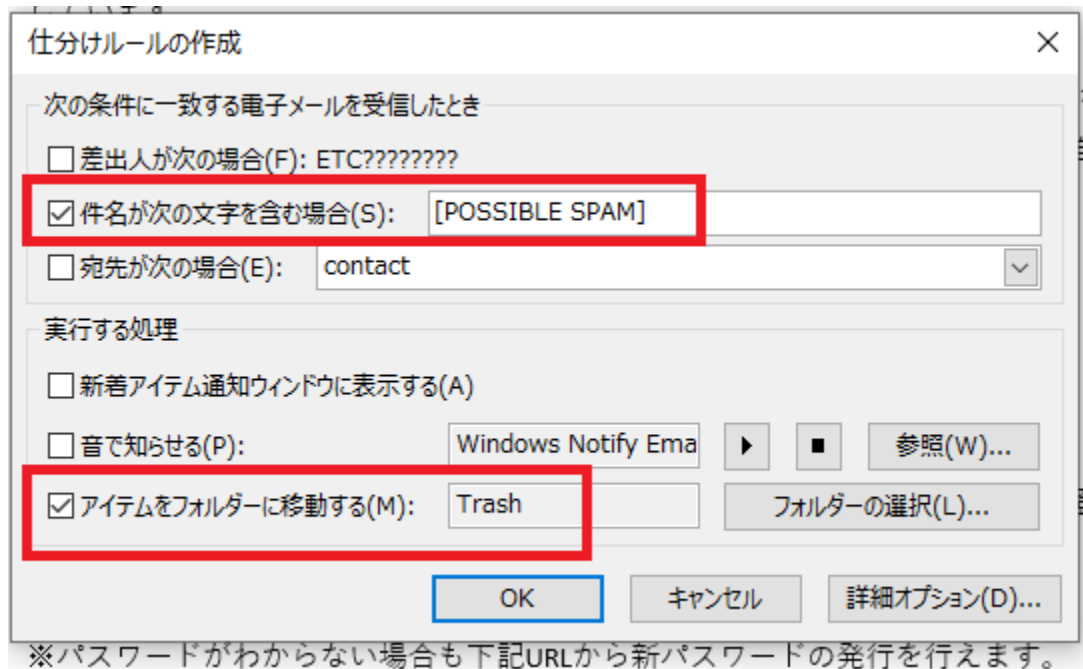 仕分けルールの作成
次の条件に一致する電子メールを受信したとき
差出人が次の場合(F): ETC????????
件名が次の文字を含む場合(S): [POSSIBLE SPAM]
宛先が次の場合(E): contact
実行する処理
新着アイテム通知ウィンドウに表示する(A)
音で知らせる(P): Windows Notify Ema 参照(W)...
アイテムをフォルダーに移動する(M): Trash フォルダーの選択(L)...
OK キャンセル 詳細オプション(D)...
※パスワードがわからない場合も下記URLから新パスワードの発行を行えます。